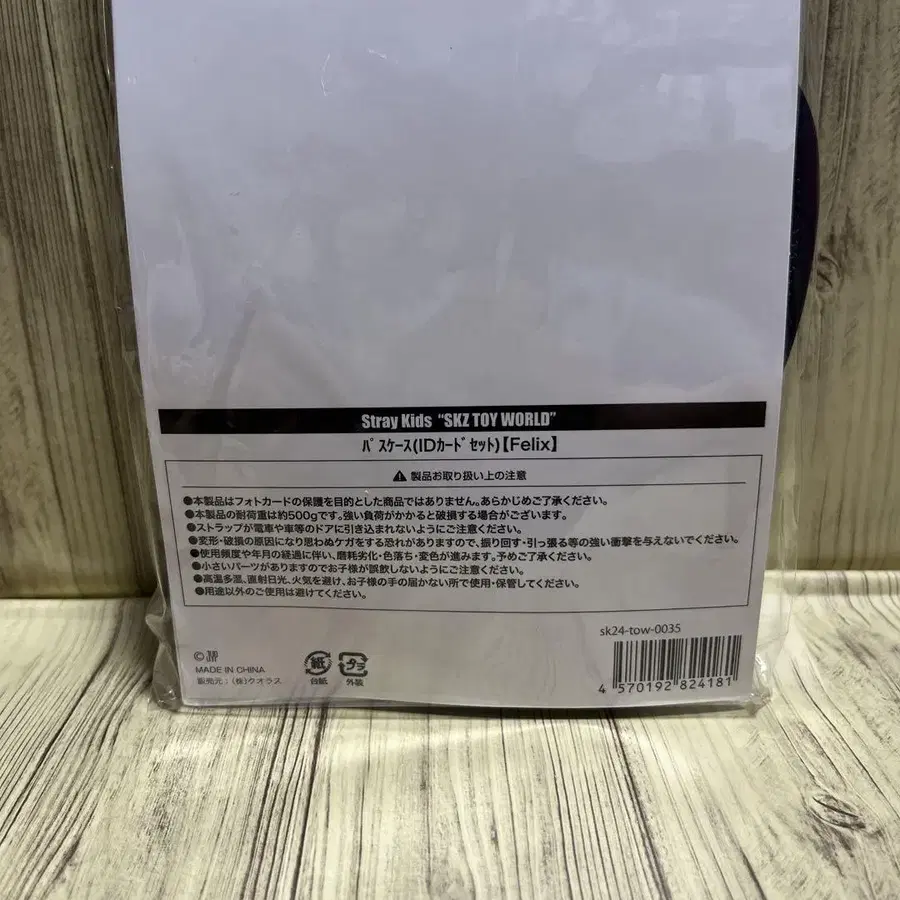 Stray Kids “SKZ TOY WORLD”
パスケース(IDカードセット)【Felix】
製品お取り扱い上の注意
●本製品はフォトカードの保護を目的とした商品ではありません。あらかじめご了承ください。
●本製品の耐荷重は約500gです。強い負荷がかかると破損する場合がございます。
●ストラップが電車や車等のドアに引き込まれないようにご注意ください。
●変形・破損の原因になり思わぬケガをする恐れがありますので、振り回す・引っ張る等の強い衝撃を与えないでください。
●使用頻度や年月の経過に伴い、磨耗劣化・色落ち・変色が進みます。予めご了承ください。
●小さいパーツがありますのでお子様が誤飲しないようにご注意ください。
●高温多湿、直射日光、火気を避け、お子様の手の届かない所で使用・保管してください。
●用途以外のご使用は避けてください。
sk24-tow-0035
4 570192 824181
©
MADE IN CHINA
販売元：(株)クオラス
紙
台紙
プラ
外装